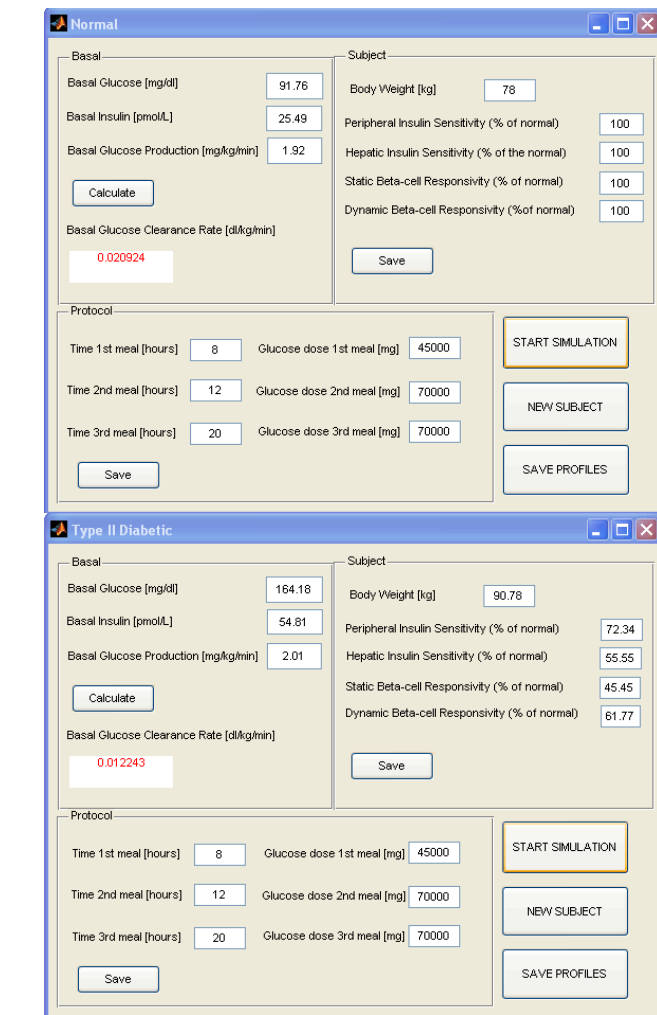 Normal
Basal
Basal Glucose [mg/dl] 91.76
Basal Insulin [pmol/L] 25.49
Basal Glucose Production [mg/kg/min] 1.92
Calculate
Basal Glucose Clearance Rate [dl/kg/min]
0.020924
Subject
Body Weight [kg] 78
Peripheral Insulin Sensitivity (% of normal) 100
Hepatic Insulin Sensitivity (% of the normal) 100
Static Beta-cell Responsivity (% of normal) 100
Dynamic Beta-cell Responsivity (%of normal) 100
Save
Protocol
Time 1st meal [hours] 8 Glucose dose 1st meal [mg] 45000
Time 2nd meal [hours] 12 Glucose dose 2nd meal [mg] 70000
Time 3rd meal [hours] 20 Glucose dose 3rd meal [mg] 70000
Save
START SIMULATION
NEW SUBJECT
SAVE PROFILES
Type II Diabetic
Basal
Basal Glucose [mg/dl] 164.18
Basal Insulin [pmol/L] 54.81
Basal Glucose Production [mg/kg/min] 2.01
Calculate
Basal Glucose Clearance Rate [dl/kg/min]
0.012243
Subject
Body Weight [kg] 90.78
Peripheral Insulin Sensitivity (% of normal) 72.34
Hepatic Insulin Sensitivity (% of normal) 55.55
Static Beta-cell Responsivity (% of normal) 45.45
Dynamic Beta-cell Responsivity (% of normal) 61.77
Save
Protocol
Time 1st meal [hours] 8 Glucose dose 1st meal [mg] 45000
Time 2nd meal [hours] 12 Glucose dose 2nd meal [mg] 70000
Time 3rd meal [hours] 20 Glucose dose 3rd meal [mg] 70000
Save
START SIMULATION
NEW SUBJECT
SAVE PROFILES